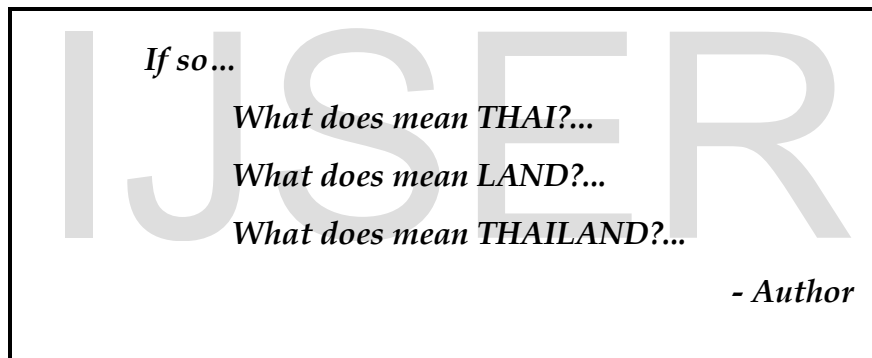 IJSER
If so...
What does mean THAI?...
What does mean LAND?...
What does mean THAILAND?...
- Author